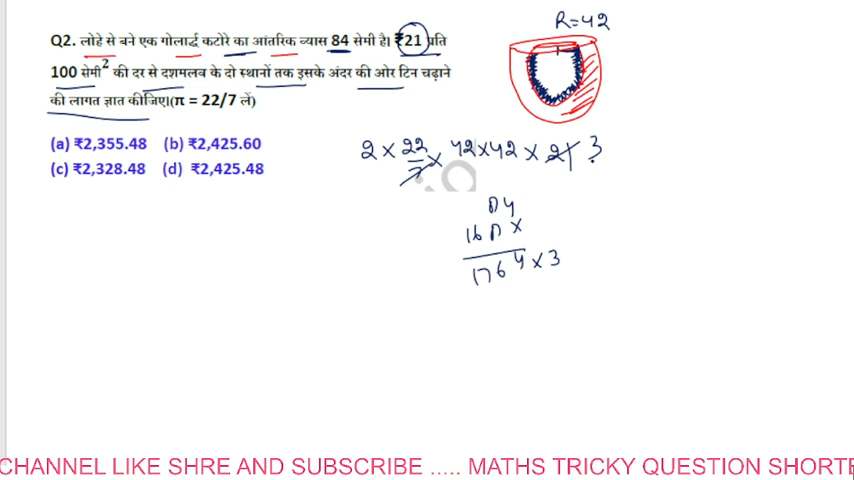 R=42
Q2. लोहे से बने एक गोलार्द्ध कटोरे का आंतरिक व्यास 84 सेमी है। ₹21 प्रति
100 सेमी² की दर से दशमलव के दो स्थानों तक इसके अंदर की ओर टिन चढ़ाने
की लागत ज्ञात कीजिए।(π = 22/7 लें)
(a) ₹2,355.48 (b) ₹2,425.60
(c) ₹2,328.48 (d) ₹2,425.48
2 × 22/7 × 42×42 × 21 3
4
16 ×
1764×3
CHANNEL LIKE SHRE AND SUBSCRIBE ..... MATHS TRICKY QUESTION SHORTE